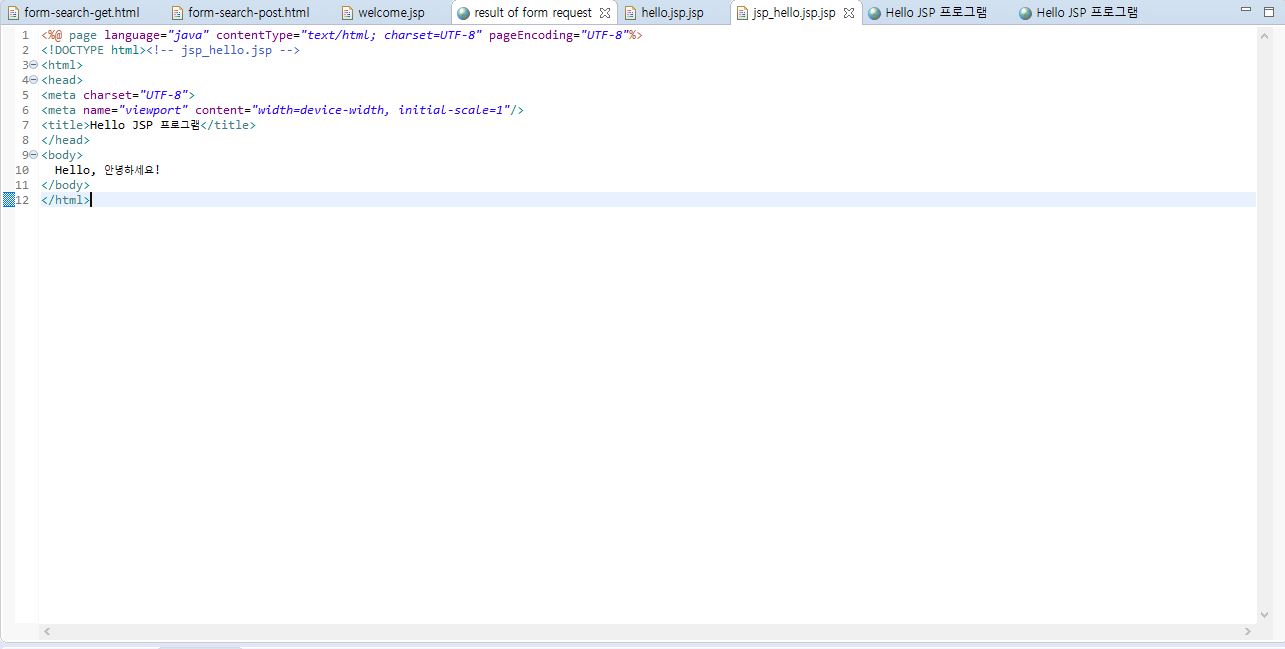 form-search-get.html form-search-post.html welcome.jsp result of form request hello.jsp.jsp jsp_hello.jsp.jsp Hello JSP 프로그램 Hello JSP 프로그램
1 <%@ page language="java" contentType="text/html; charset=UTF-8" pageEncoding="UTF-8"%>
2 <!DOCTYPE html><!-- jsp_hello.jsp -->
3 <html>
4 <head>
5 <meta charset="UTF-8">
6 <meta name="viewport" content="width=device-width, initial-scale=1"/>
7 <title>Hello JSP 프로그램</title>
8 </head>
9 <body>
10 Hello, 안녕하세요!
11 </body>
12 </html>